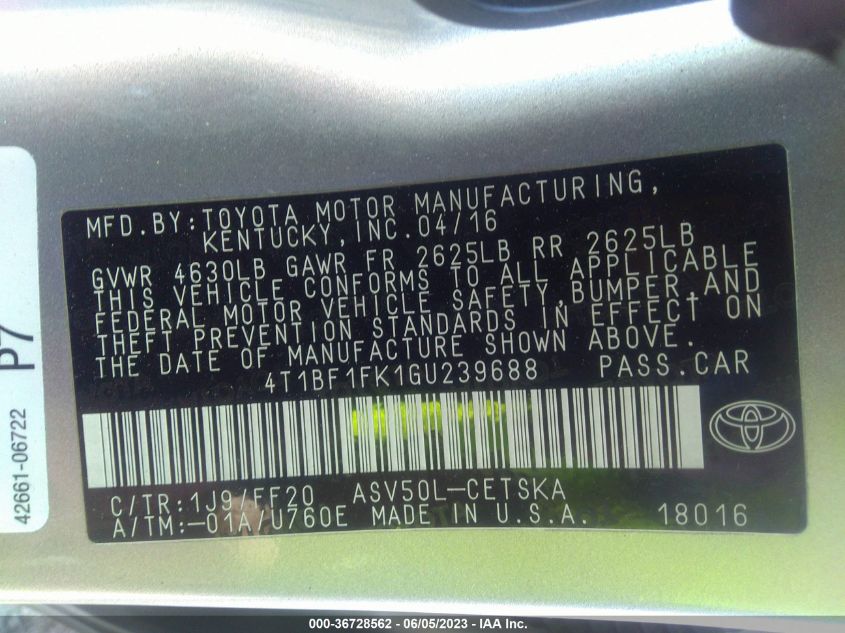 MFD.BY:TOYOTA MOTOR MANUFACTURING,
KENTUCKY,INC.04/16
GVWR 4630LB GAWR FR 2625LB RR 2625LB
THIS VEHICLE CONFORMS TO ALL APPLICABLE
FEDERAL MOTOR VEHICLE SAFETY,BUMPER,AND
THEFT PREVENTION STANDARDS IN EFFECT ON
THE DATE OF MANUFACTURE SHOWN ABOVE.
4T1BF1FK1GU239688 PASS.CAR
C/TR:1J9/FF20 ASV50L-CETSKA
A/TM:-01A/U760E MADE IN U.S.A. 18016
P7
42661-06722
000-36728562 - 06/05/2023 - IAA Inc.